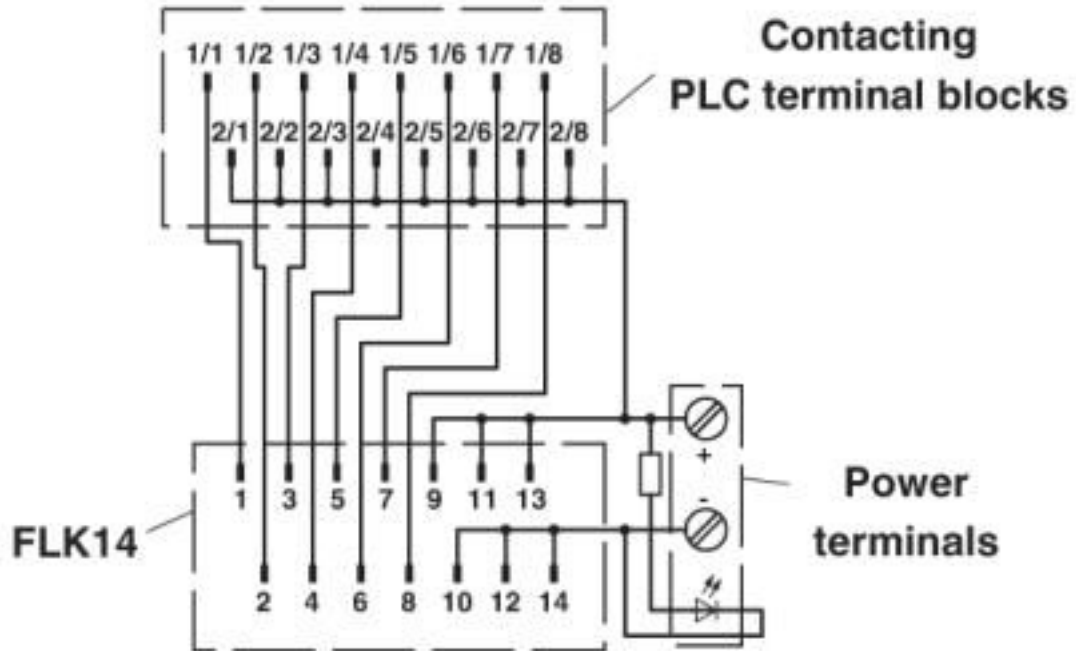 Contacting
PLC terminal blocks
1/1 1/2 1/3 1/4 1/5 1/6 1/7 1/8
2/1 2/2 2/3 2/4 2/5 2/6 2/7 2/8
+
-
Power
terminals
FLK14
1 3 5 7 9 11 13
2 4 6 8 10 12 14